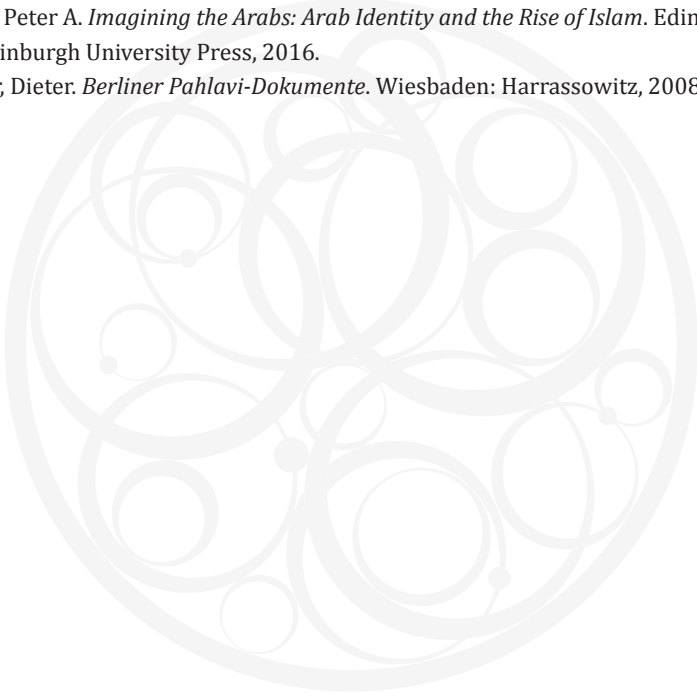 Peter A. Imagining the Arabs: Arab Identity and the Rise of Islam. Edin
inburgh University Press, 2016.
, Dieter. Berliner Pahlavi-Dokumente. Wiesbaden: Harrassowitz, 2008